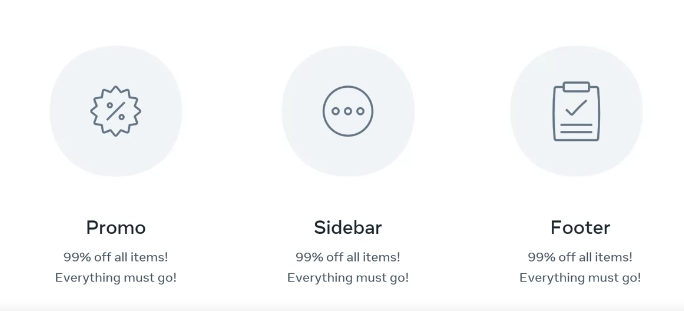 Promo
99% off all items!
Everything must go!
Sidebar
99% off all items!
Everything must go!
Footer
99% off all items!
Everything must go!